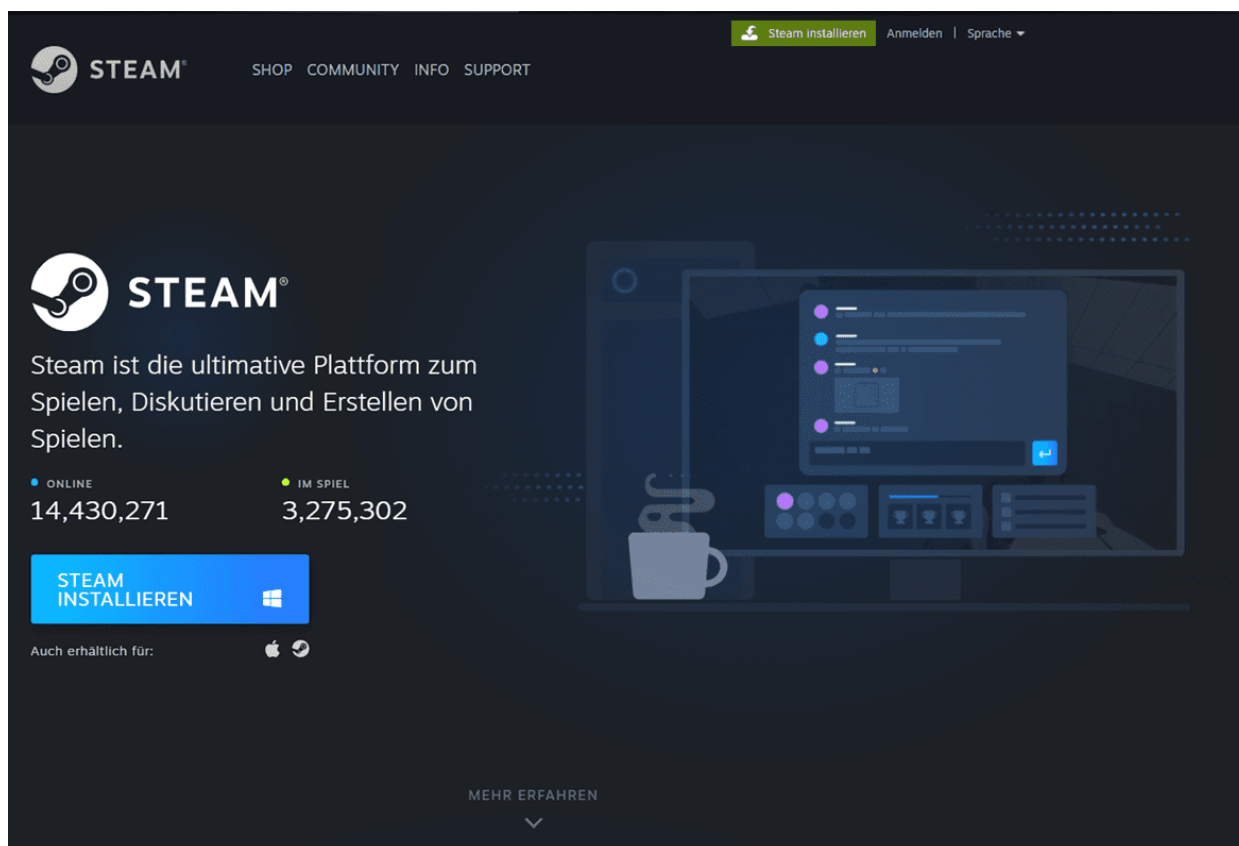 Steam installieren Anmelden | Sprache
STEAM®
SHOP COMMUNITY INFO SUPPORT
STEAM®
Steam ist die ultimative Plattform zum
Spielen, Diskutieren und Erstellen von
Spielen.
ONLINE IM SPIEL
14,430,271 3,275,302
STEAM
INSTALLIEREN
Auch erhältlich für:
MEHR ERFAHREN